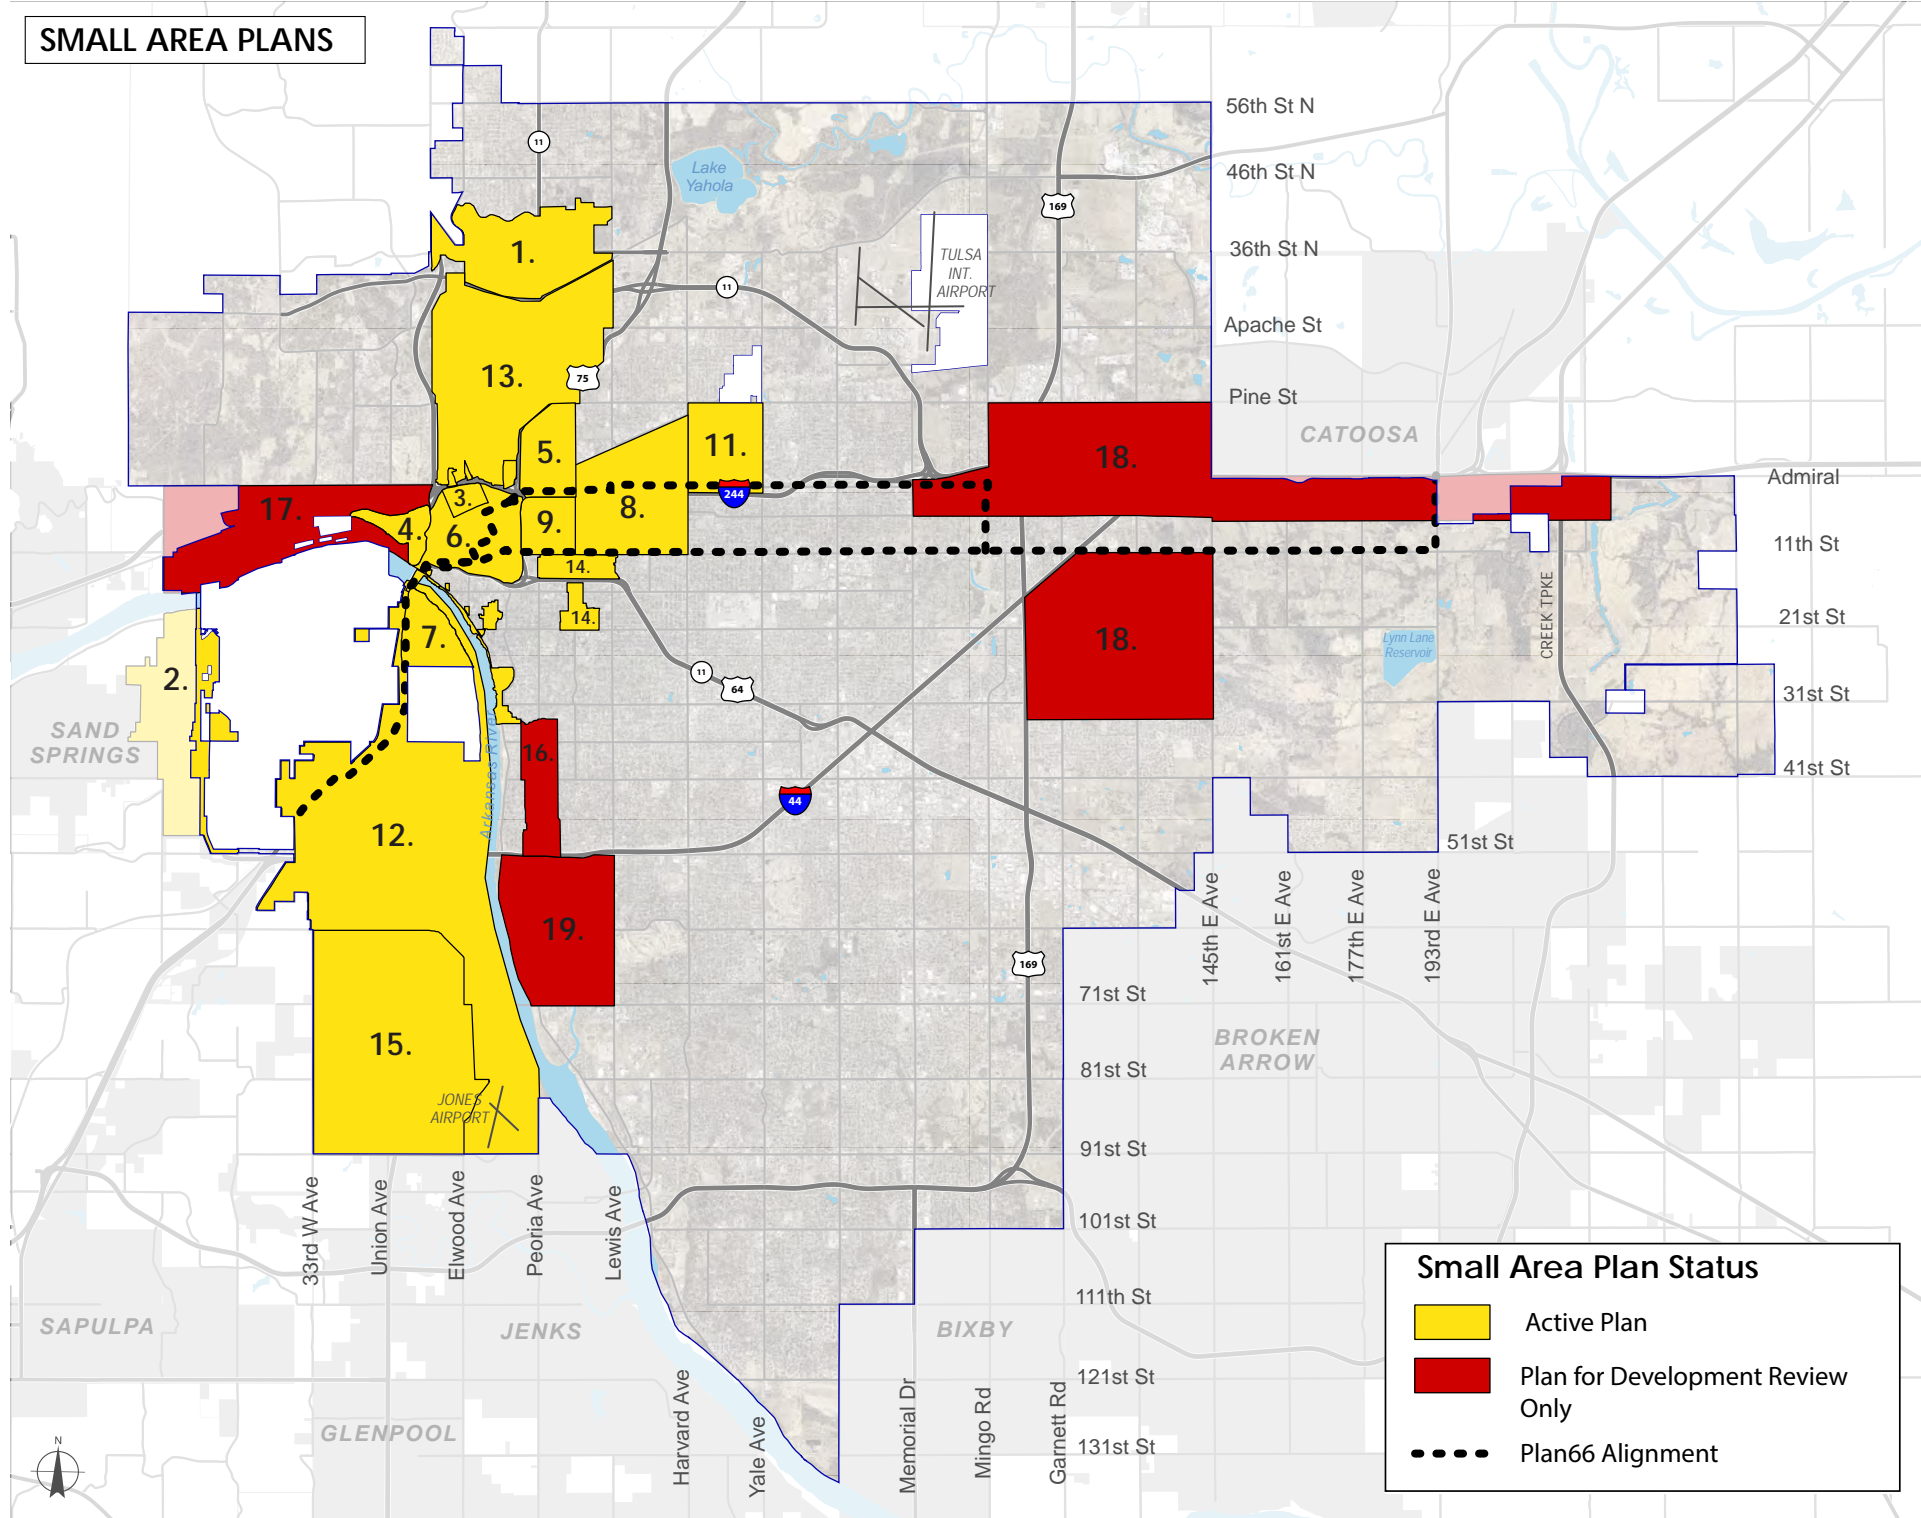 SMALL AREA PLANS
56th St N
11
46th St N
Lake
Yahola
169
36th St N
1.
TULSA
INT.
AIRPORT
11
Apache St
13.
75
Pine St
CATOOSA
5.
11.
18.
Admiral
17.
3.
244
8.
9.
4.
6.
11th St
14.
CREEK TPKE
14.
21st St
7.
18.
Lynn Lane
Reservoir
11
64
2.
31st St
SAND
SPRINGS
16.
Arkansas River
41st St
44
12.
51st St
145th E Ave
161st E Ave
177th E Ave
193rd E Ave
19.
169
71st St
15.
BROKEN
ARROW
81st St
JONES
AIRPORT
91st St
33rd W Ave
Union Ave
Elwood Ave
Peoria Ave
Lewis Ave
101st St
111th St
SAPULPA
JENKS
BIXBY
121st St
Harvard Ave
Yale Ave
Memorial Dr
Mingo Rd
Garnett Rd
GLENPOOL
131st St
N
Small Area Plan Status
Active Plan
Plan for Development Review
Only
Plan66 Alignment